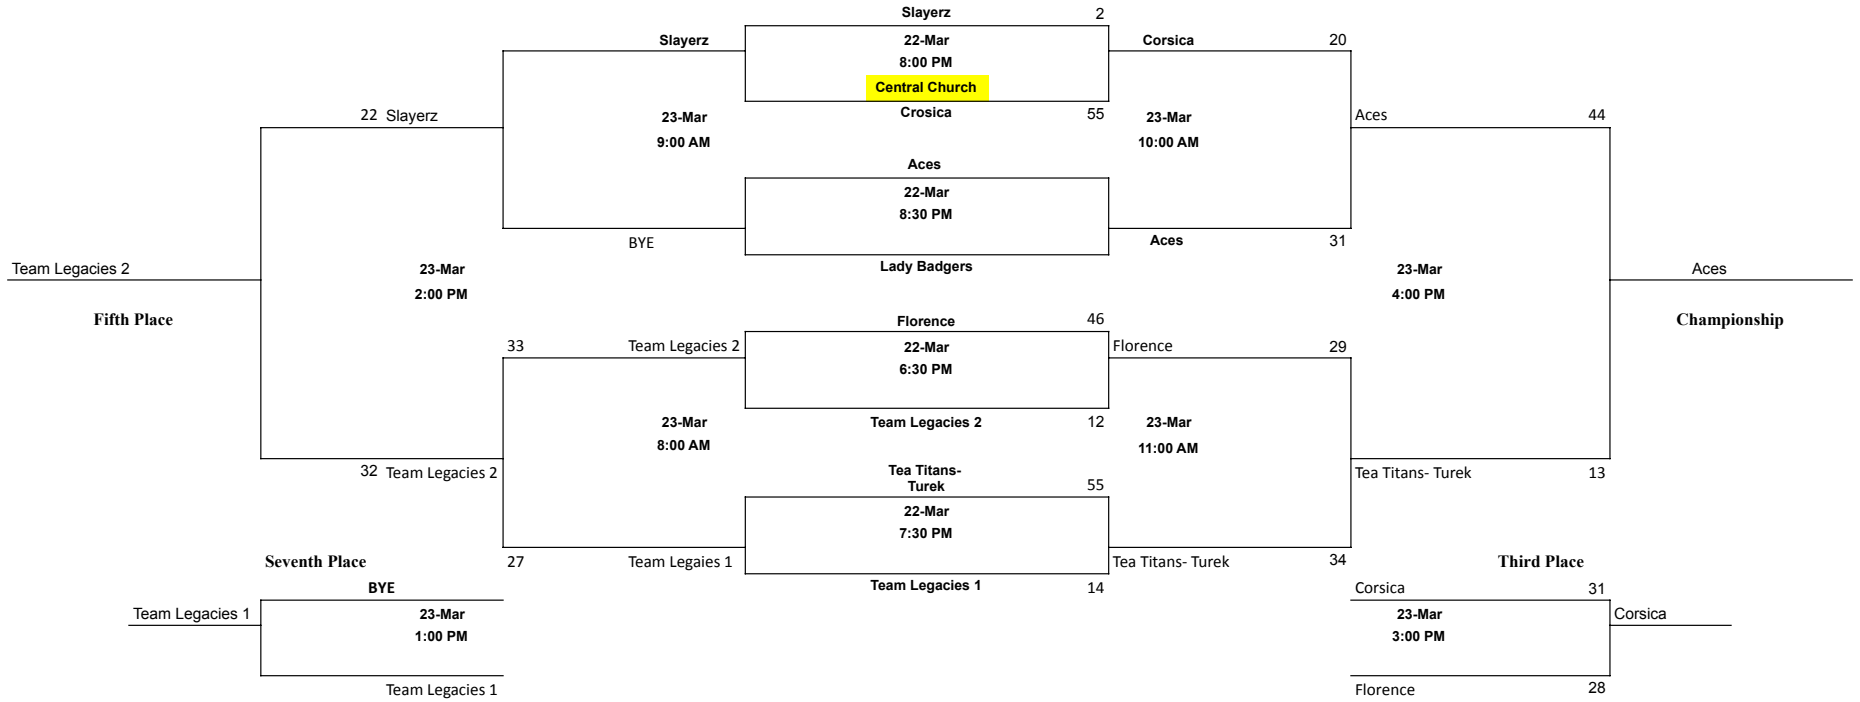 Slayerz 2
Slayerz 22-Mar Corsica 20
8:00 PM
Central Church
22 Slayerz 23-Mar Crosica 55 23-Mar Aces 44
9:00 AM 10:00 AM
Aces
22-Mar
8:30 PM
BYE Aces 31
Team Legacies 2 23-Mar Lady Badgers 23-Mar Aces
2:00 PM 4:00 PM
Fifth Place Florence 46 Championship
33 Team Legacies 2 22-Mar Florence 29
6:30 PM
23-Mar Team Legacies 2 12 23-Mar
8:00 AM 11:00 AM
32 Team Legacies 2 Tea Titans- Tea Titans- Turek 13
Turek 55
22-Mar
7:30 PM
Seventh Place 27 Team Legaies 1 Tea Titans- Turek 34 Third Place
BYE Team Legacies 1 14 Corsica 31
Team Legacies 1 23-Mar 23-Mar Corsica
1:00 PM 3:00 PM
Team Legacies 1 Florence 28